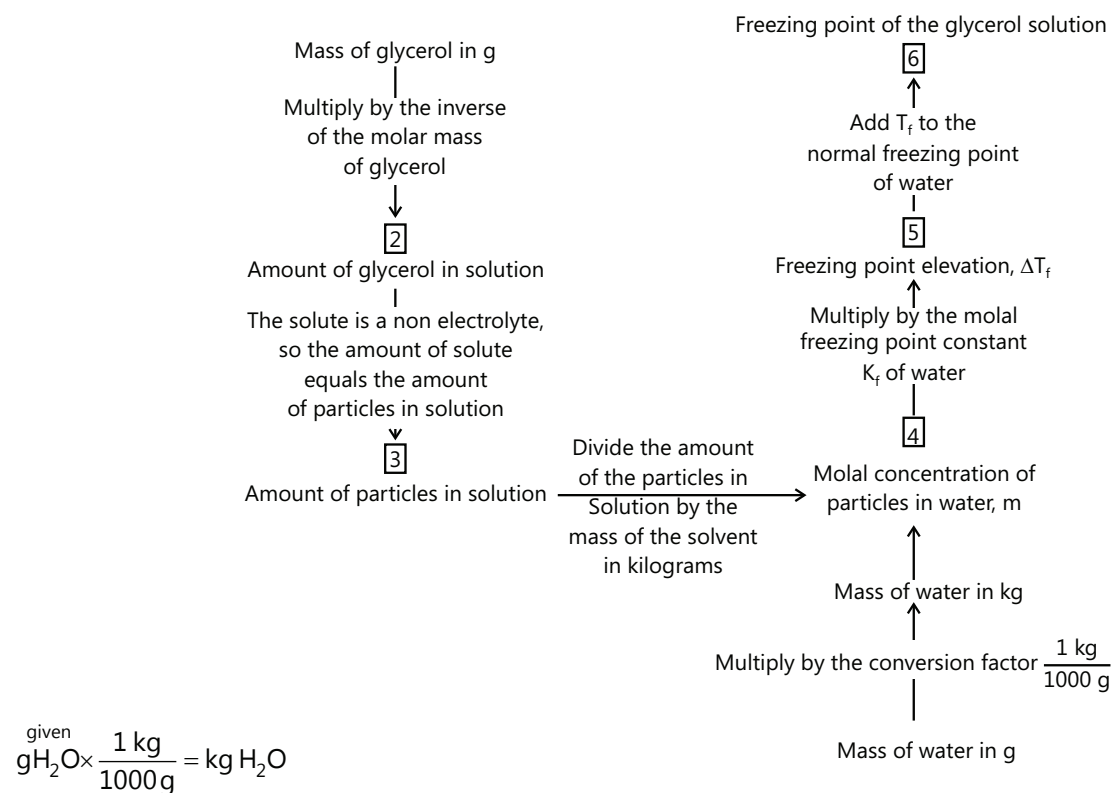 Mass of glycerol in g
Multiply by the inverse
of the molar mass
of glycerol
2
Amount of glycerol in solution
The solute is a non electrolyte,
so the amount of solute
equals the amount
of particles in solution
3
Amount of particles in solution
Divide the amount
of the particles in
Solution by the
mass of the solvent
in kilograms
Freezing point of the glycerol solution
6
Add T_f to the
normal freezing point
of water
5
Freezing point elevation, ΔT_f
Multiply by the molal
freezing point constant
K_f of water
4
Molal concentration of
particles in water, m
Mass of water in kg
Multiply by the conversion factor 1 kg / 1000 g
Mass of water in g
given
gH₂O× 1 kg / 1000 g = kg H₂O